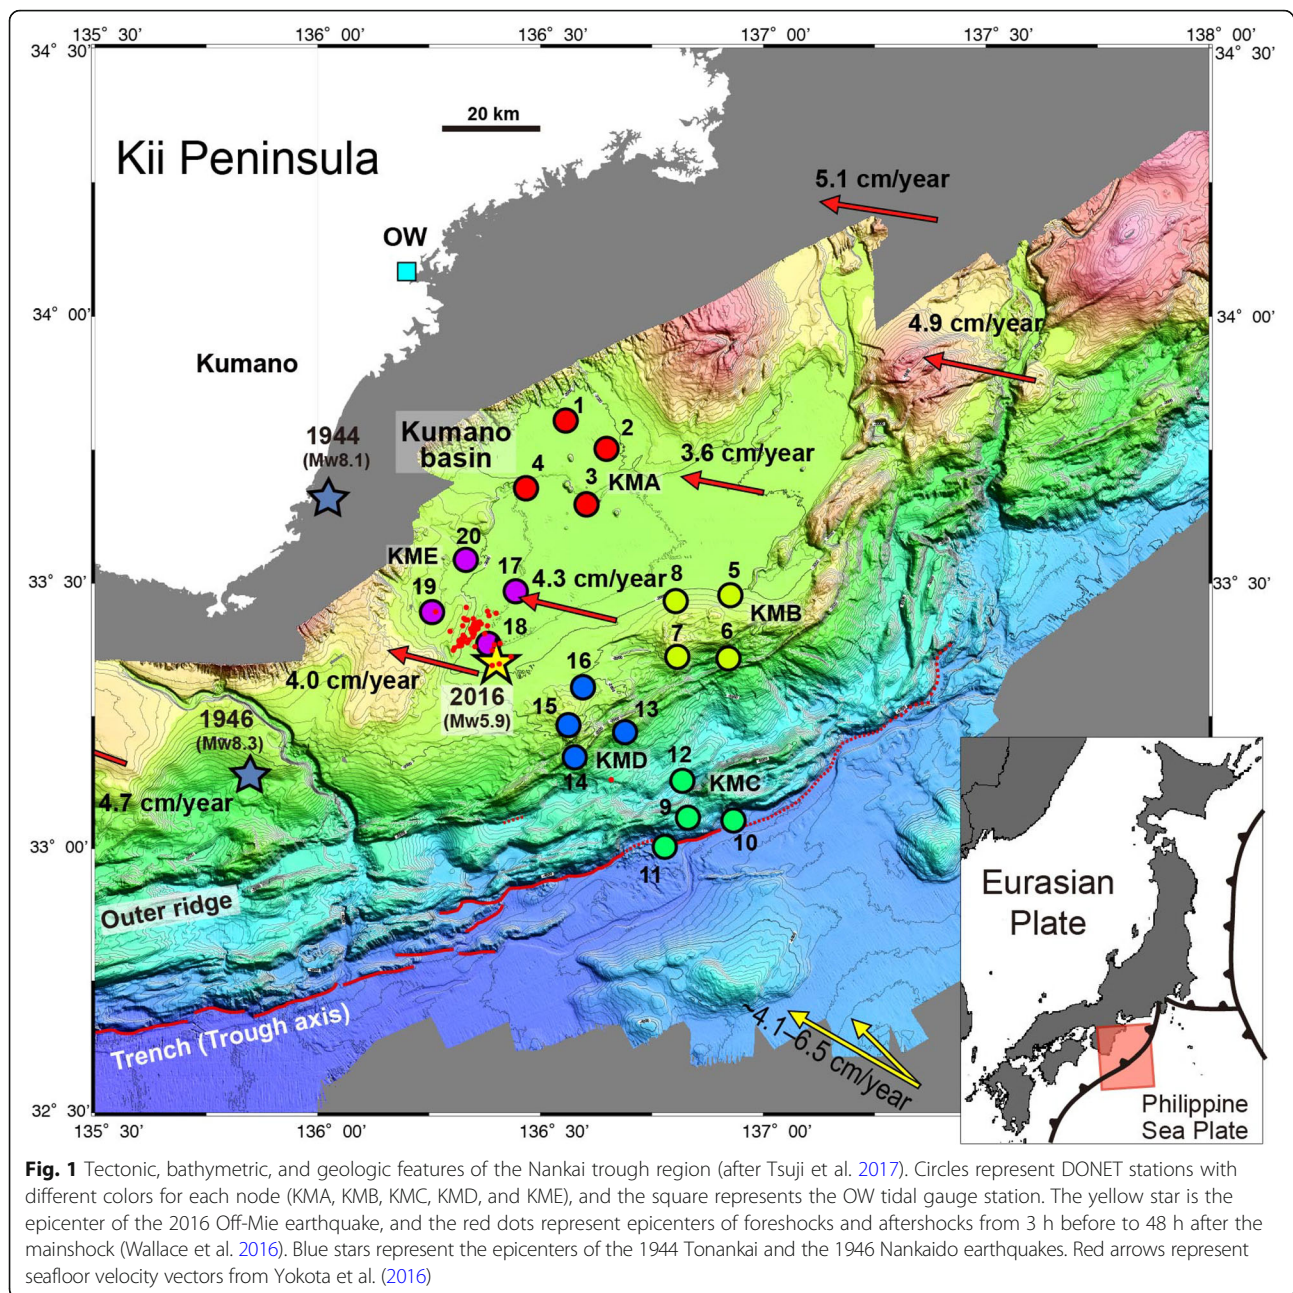 135° 30'
136° 00'
136° 30'
137° 00'
137° 30'
138° 00'
34° 30'
34° 30'
20 km
Kii Peninsula
5.1 cm/year
OW
34° 00'
34° 00'
4.9 cm/year
Kumano
1
2
Kumano
basin
1944
(Mw8.1)
3.6 cm/year
4
3
KMA
20
KME
17
33° 30'
33° 30'
4.3 cm/year
8
5
19
KMB
18
7
6
4.0 cm/year
16
2016
(Mw5.9)
15
13
1946
(Mw8.3)
12
KMD
14
KMC
4.7 cm/year
9
10
33° 00'
11
Outer ridge
Eurasian
Plate
Trench (Trough axis)
~4.1–6.5 cm/year
Philippine
Sea Plate
32° 30'
135° 30'
136° 00'
136° 30'
137° 00'
Fig. 1 Tectonic, bathymetric, and geologic features of the Nankai trough region (after Tsuji et al. 2017). Circles represent DONET stations with
different colors for each node (KMA, KMB, KMC, KMD, and KME), and the square represents the OW tidal gauge station. The yellow star is the
epicenter of the 2016 Off-Mie earthquake, and the red dots represent epicenters of foreshocks and aftershocks from 3 h before to 48 h after the
mainshock (Wallace et al. 2016). Blue stars represent the epicenters of the 1944 Tonankai and the 1946 Nankaido earthquakes. Red arrows represent
seafloor velocity vectors from Yokota et al. (2016)